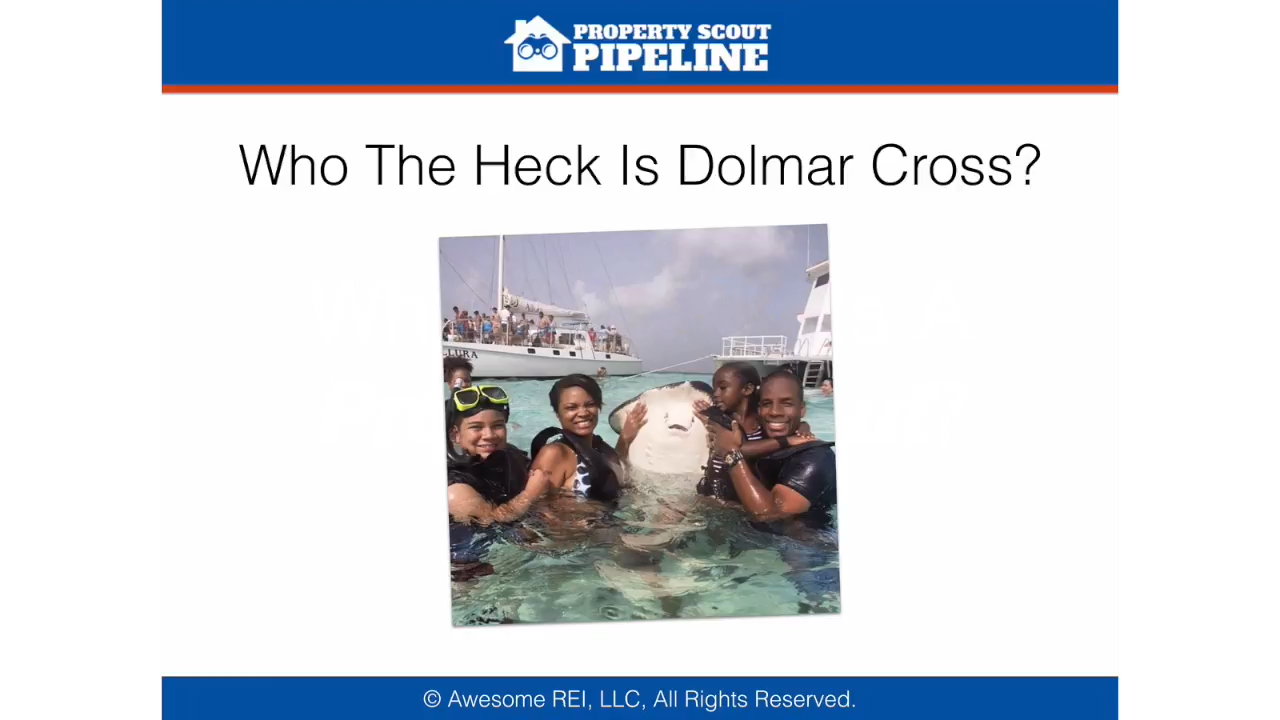 PROPERTY SCOUT
PIPELINE
Who The Heck Is Dolmar Cross?
© Awesome REI, LLC, All Rights Reserved.